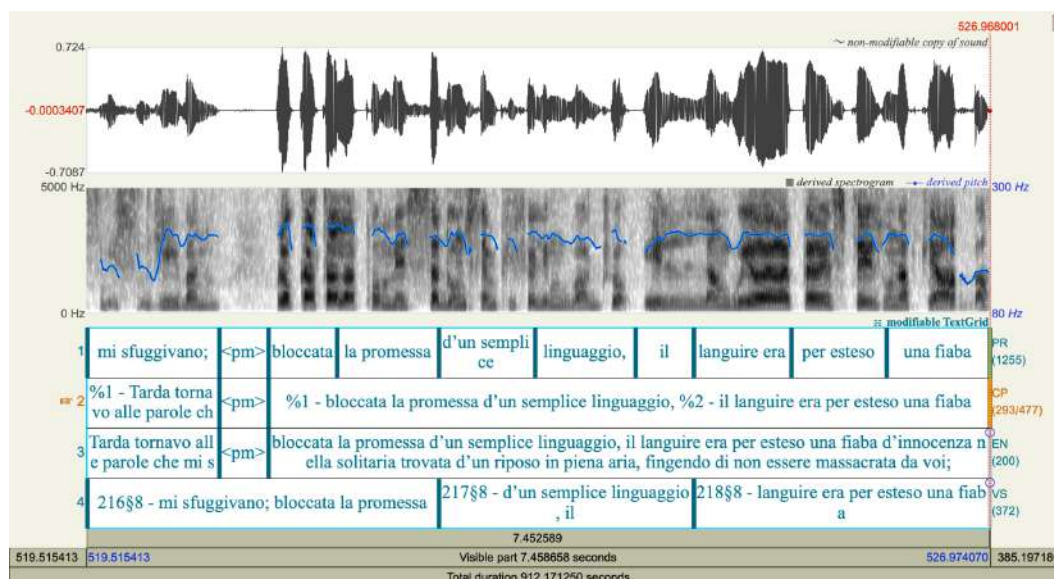 526.968001
0.724
~ non-modifiable copy of sound
-0.0003407
-0.7087
5000 Hz
derived spectrogram
derived pitch
300 Hz
0 Hz
80 Hz
modifiable TextGrid
1
mi sfuggivano;
<pm>
bloccata
la promessa
d'un sempli
ce
linguaggio,
il
languire era
per esteso
una fiaba
PR
(1255)
2
%1 - Tarda torna
vo alle parole ch
<pm>
%1 - bloccata la promessa d'un semplice linguaggio, %2 - il languire era per esteso una fiaba
CP
(293/477)
3
Tarda tornavo all
e parole che mi s
<pm>
bloccata la promessa d'un semplice linguaggio, il languire era per esteso una fiaba d'innocenza n
ella solitaria trovata d'un riposo in piena aria, fingendo di non essere massacrata da voi;
EN
(200)
4
216§8 - mi sfuggivano; bloccata la promessa
217§8 - d'un semplice linguaggio
, il
218§8 - languire era per esteso una fiab
a
VS
(372)
7.452589
519.515413
519.515413
Visible part 7.458658 seconds
526.974070
385.197180
Total duration 912.171250 seconds